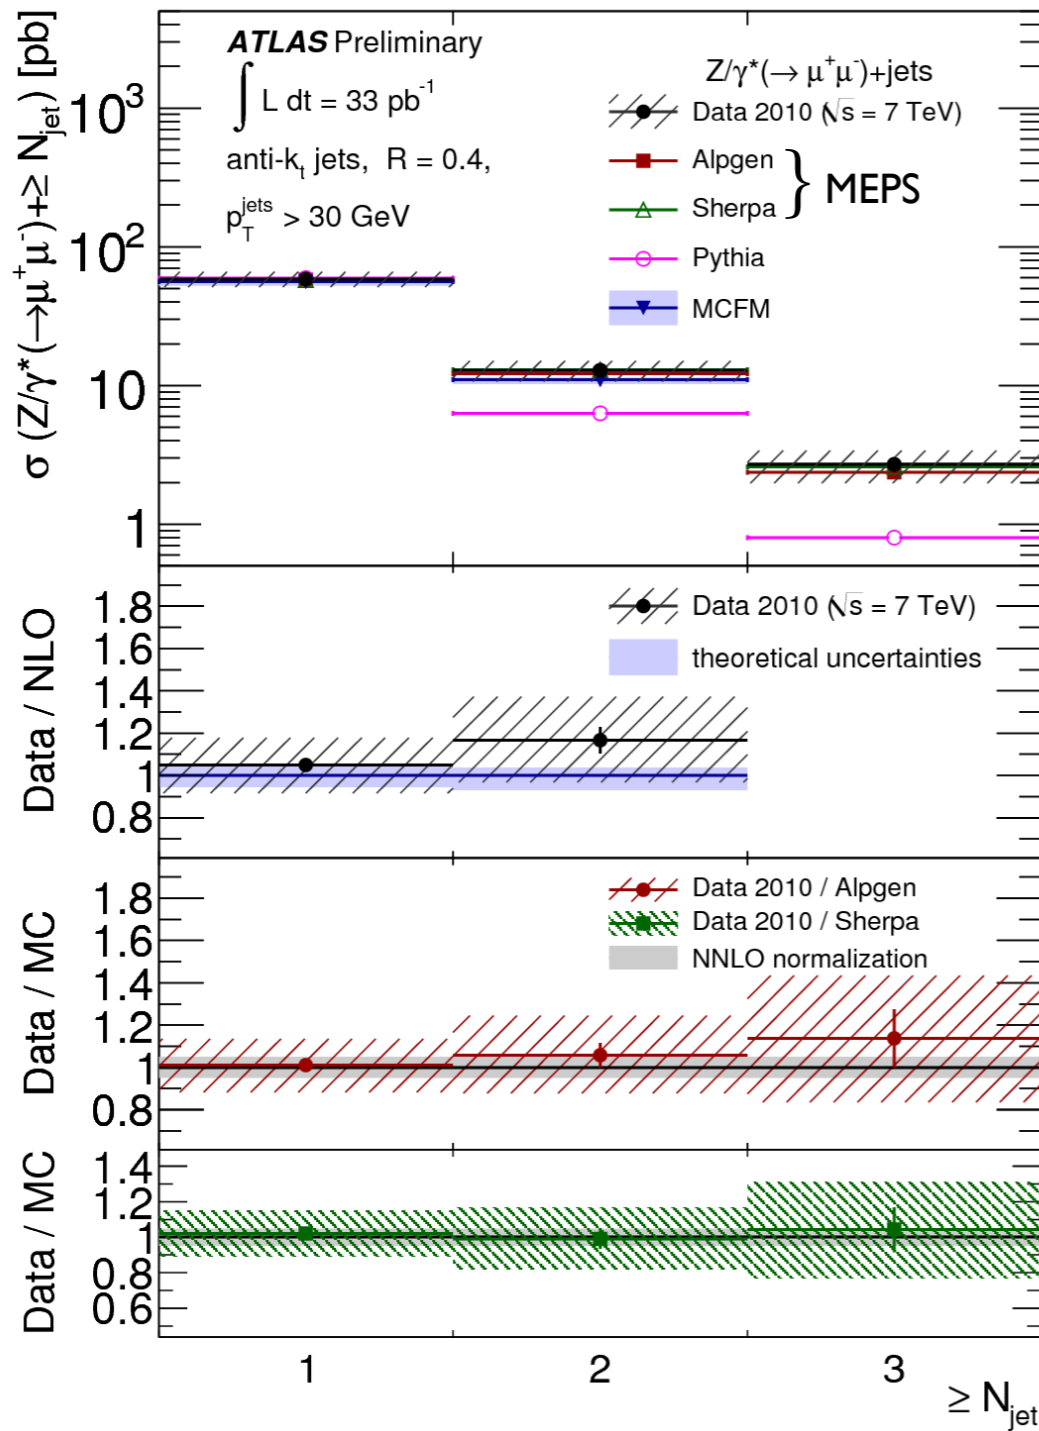 ATLAS Preliminary
∫ L dt = 33 pb⁻¹
anti-kₜ jets, R = 0.4,
p_T^jets > 30 GeV
Z/γ*(→ μ⁺μ⁻)+jets
Data 2010 (√s = 7 TeV)
Alpgen
Sherpa
} MEPS
Pythia
MCFM
σ (Z/γ*(→μ⁺μ⁻)+≥ N_jet) [pb]
10³
10²
10
1
Data 2010 (√s = 7 TeV)
theoretical uncertainties
Data / NLO
1.8
1.6
1.4
1.2
1
0.8
Data 2010 / Alpgen
Data 2010 / Sherpa
NNLO normalization
Data / MC
1.8
1.6
1.4
1.2
1
0.8
Data / MC
1.4
1.2
1
0.8
0.6
1 2 3
≥ N_jet